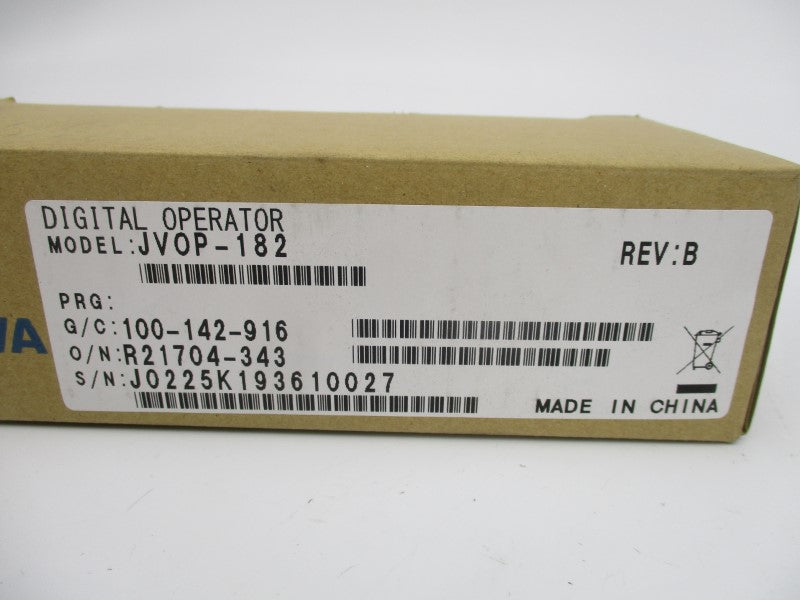 DIGITAL OPERATOR
MODEL:JVOP-182
REV:B
PRG:
G/C:100-142-916
O/N:R21704-343
S/N:J0225K193610027
MADE IN CHINA